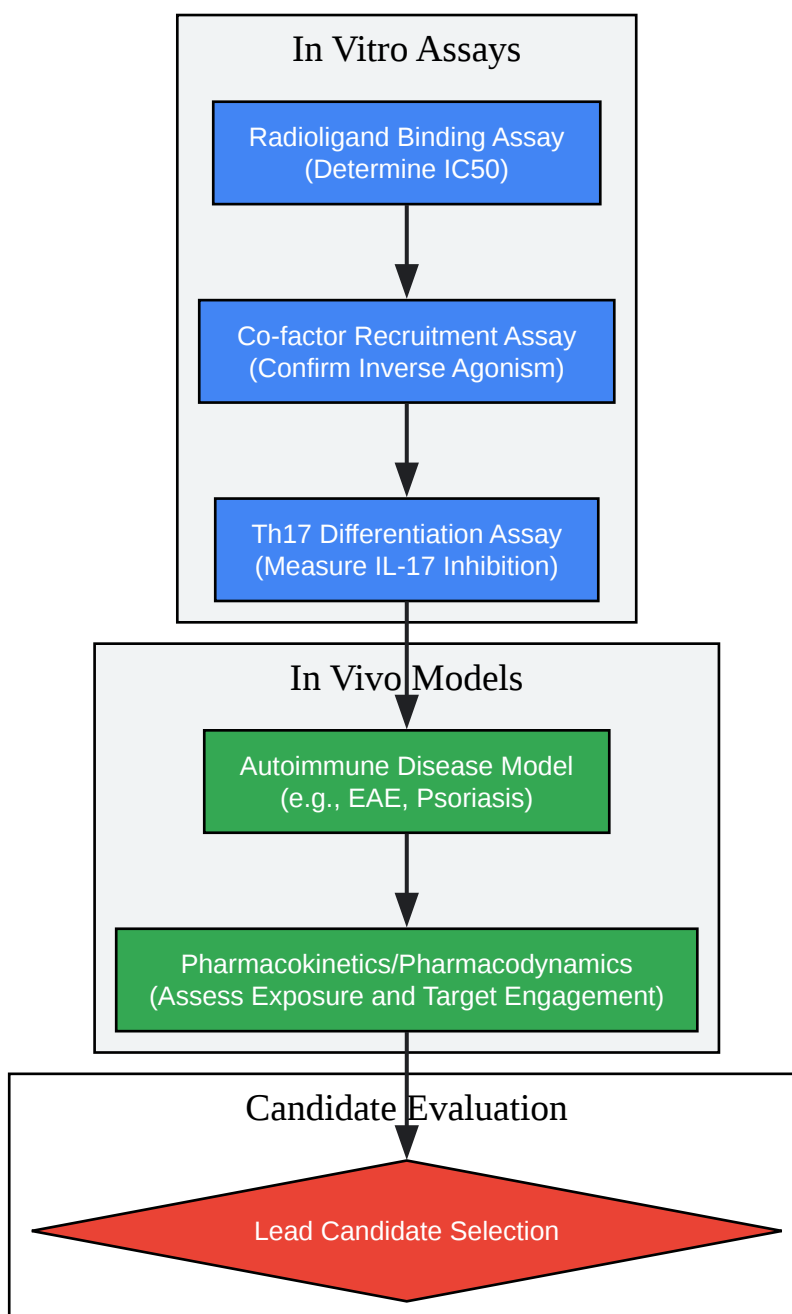 In Vitro Assays
Radioligand Binding Assay
(Determine IC50)
Co-factor Recruitment Assay
(Confirm Inverse Agonism)
Th17 Differentiation Assay
(Measure IL-17 Inhibition)
In Vivo Models
Autoimmune Disease Model
(e.g., EAE, Psoriasis)
Pharmacokinetics/Pharmacodynamics
(Assess Exposure and Target Engagement)
Candidate Evaluation
Lead Candidate Selection